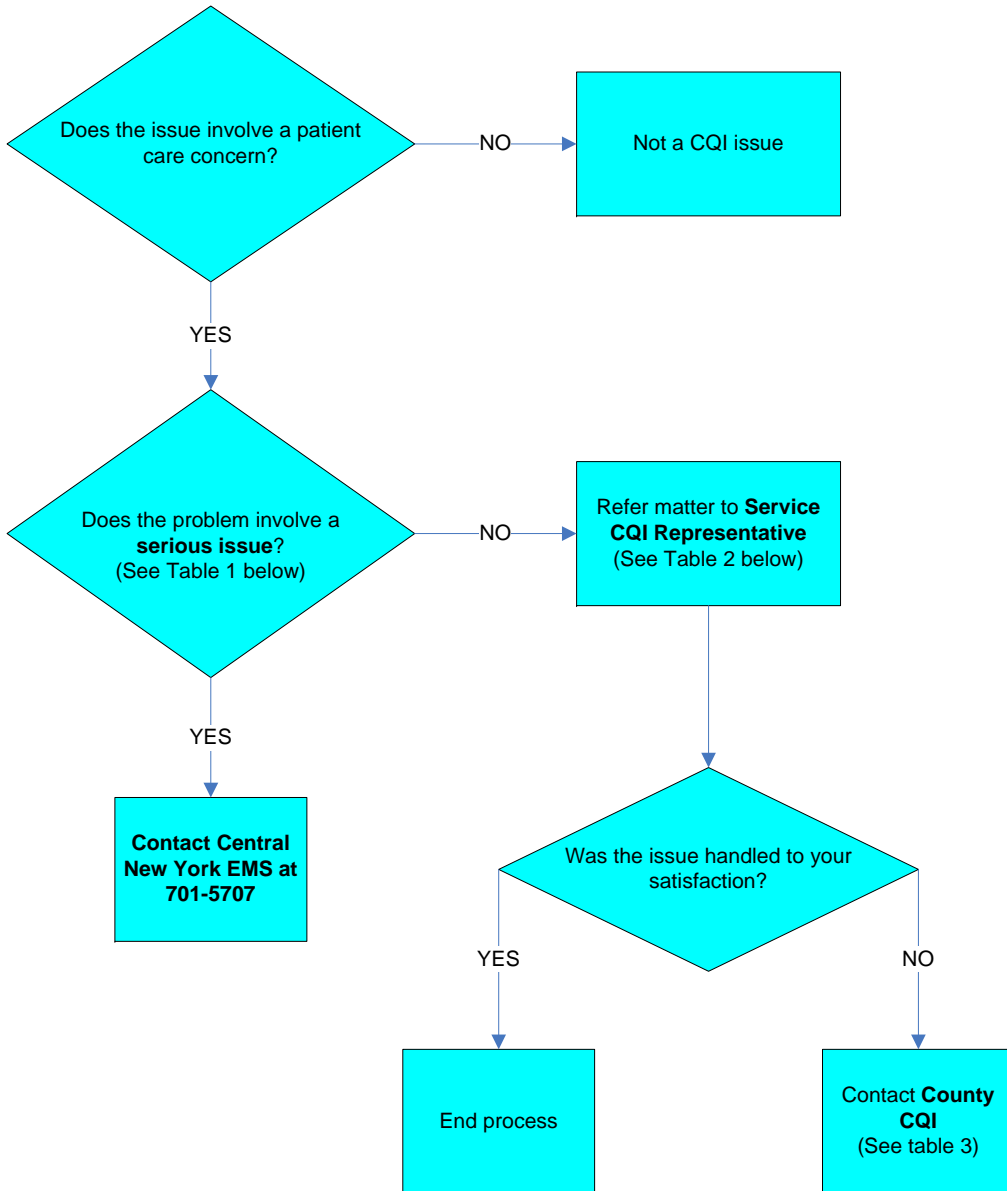 Does the issue involve a patient
care concern?
NO
Not a CQI issue
YES
Does the problem involve a
serious issue?
(See Table 1 below)
NO
Refer matter to Service
CQI Representative
(See Table 2 below)
YES
Contact Central
New York EMS at
701-5707
Was the issue handled to your
satisfaction?
YES
NO
End process
Contact County
CQI
(See table 3)